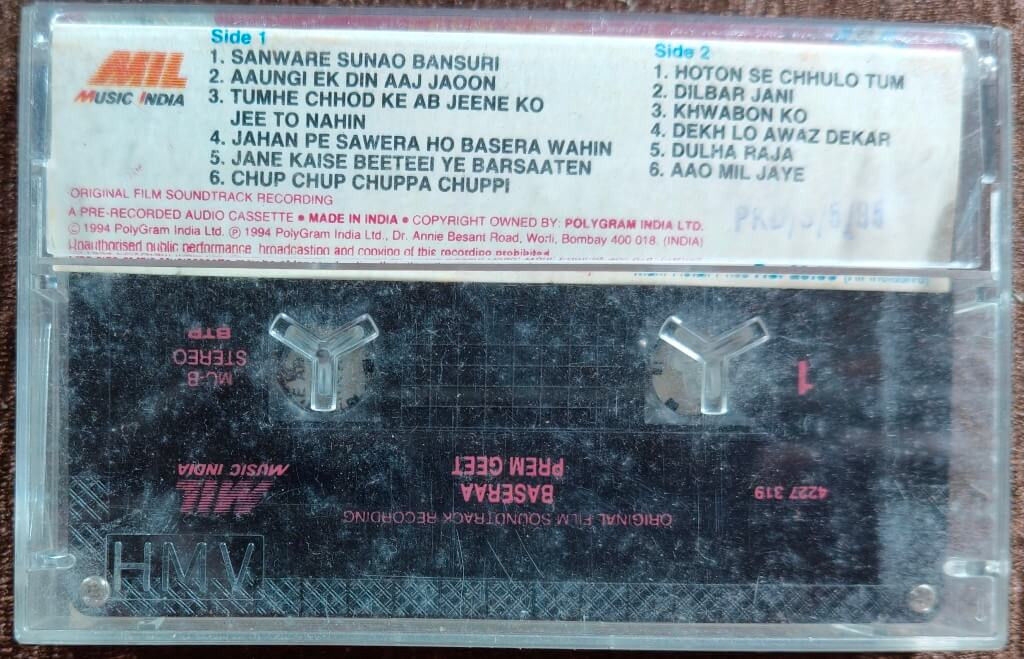 MIL
MUSIC INDIA
Side 1
1. SANWARE SUNAO BANSURI
2. AAUNGI EK DIN AAJ JAOON
3. TUMHE CHHOD KE AB JEENE KO
JEE TO NAHIN
4. JAHAN PE SAWERA HO BASERA WAHIN
5. JANE KAISE BEETEEI YE BARSAATEN
6. CHUP CHUP CHUPPA CHUPPI
Side 2
1. HOTON SE CHHULO TUM
2. DILBAR JANI
3. KHWABON KO
4. DEKH LO AWAZ DEKAR
5. DULHA RAJA
6. AAO MIL JAYE
ORIGINAL FILM SOUNDTRACK RECORDING
A PRE-RECORDED AUDIO CASSETTE • MADE IN INDIA • COPYRIGHT OWNED BY: POLYGRAM INDIA LTD.
© 1994 PolyGram India Ltd. ℗ 1994 PolyGram India Ltd., Dr. Annie Besant Road, Worli, Bombay 400 018. (INDIA)
Unauthorised public performance, broadcasting and copying of this recording prohibited
1
MC-B
STEREO
BTP
HMV
MIL
MUSIC INDIA
ORIGINAL FILM SOUNDTRACK RECORDING
BASERAA
PREM GEET
4227 319